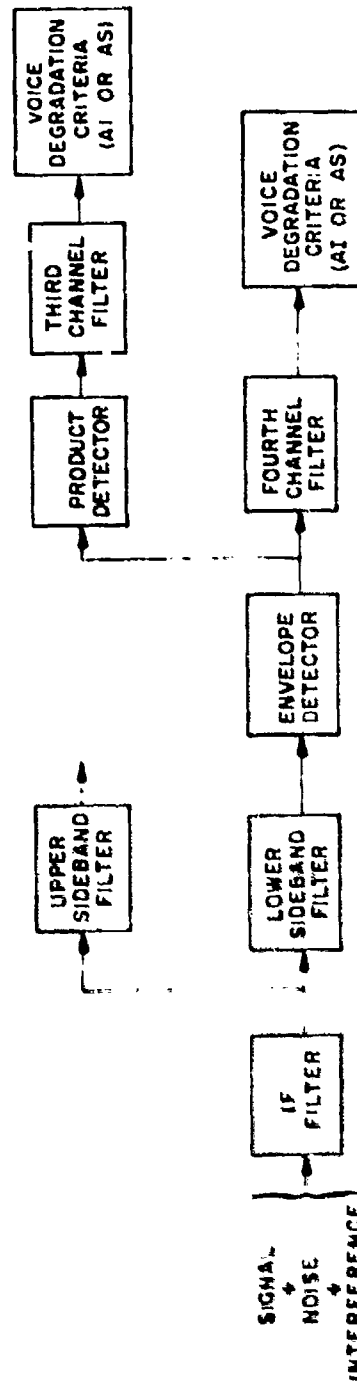 SIGNAL
+
NOISE
+
INTERFERENCE
IF
FILTER
UPPER
SIDEBAND
FILTER
LOWER
SIDEBAND
FILTER
ENVELOPE
DETECTOR
PRODUCT
DETECTOR
THIRD
CHANNEL
FILTER
VOICE
DEGRADATION
CRITERIA
(AI OR AS)
FOURTH
CHANNEL
FILTER
VOICE
DEGRADATION
CRITERIA
(AI OR AS)